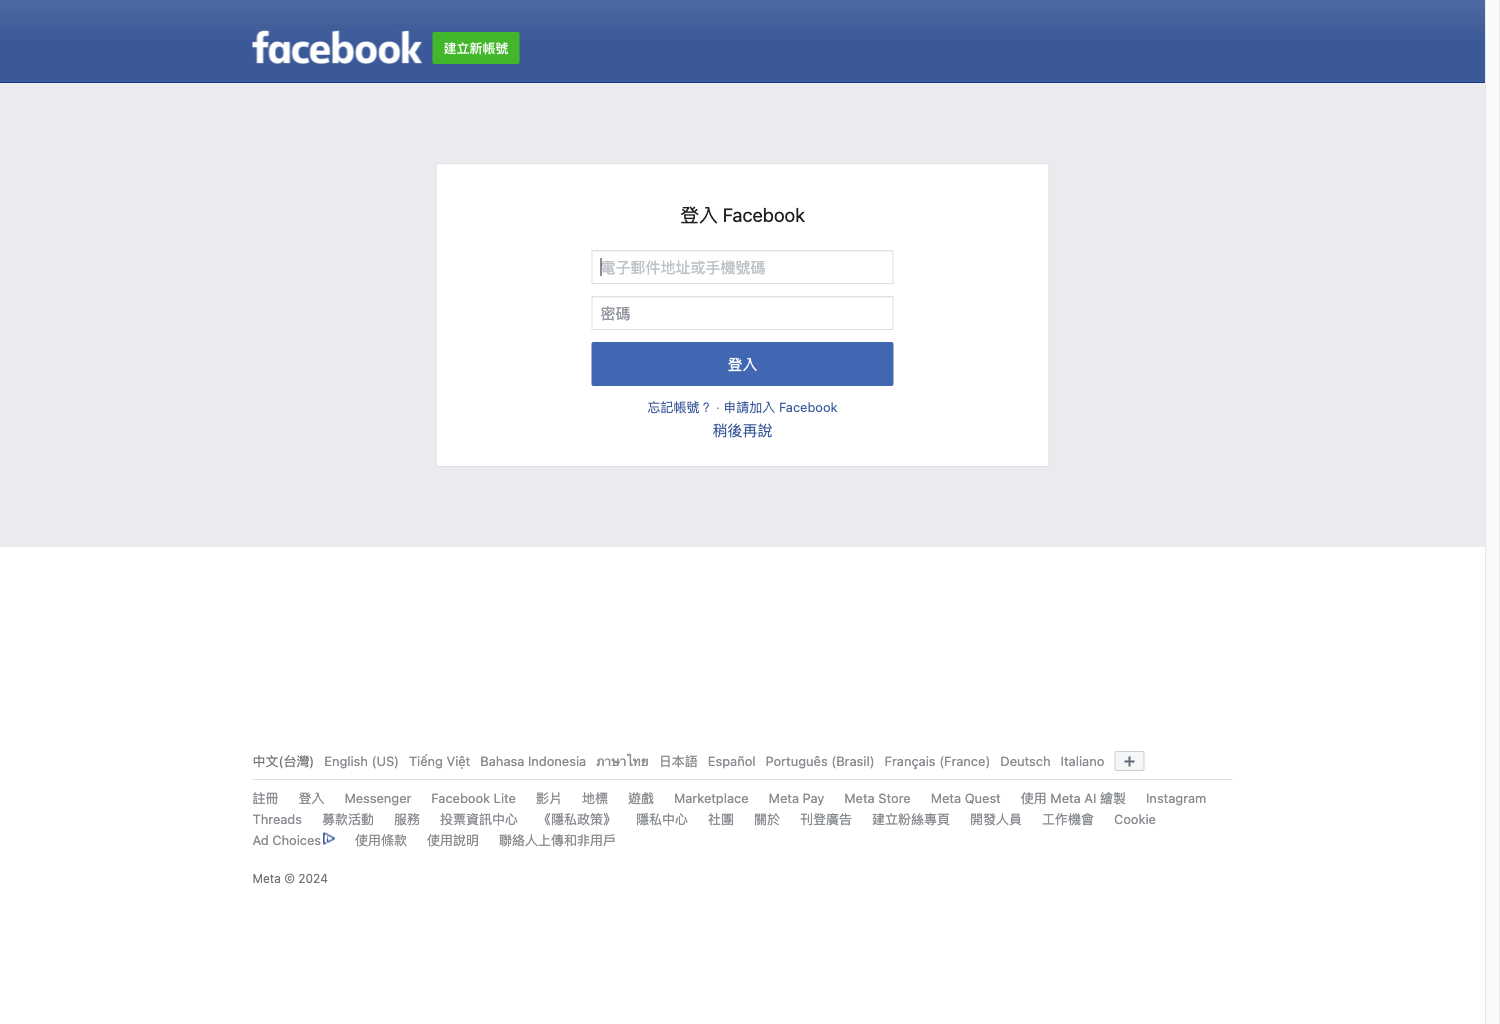 facebook 建立新帳號
登入 Facebook
電子郵件地址或手機號碼
密碼
登入
忘記帳號？ · 申請加入 Facebook
稍後再說
中文(台灣) English (US) Tiếng Việt Bahasa Indonesia ภาษาไทย 日本語 Español Português (Brasil) Français (France) Deutsch Italiano +
註冊 登入 Messenger Facebook Lite 影片 地標 遊戲 Marketplace Meta Pay Meta Store Meta Quest 使用 Meta AI 繪製 Instagram
Threads 募款活動 服務 投票資訊中心 《隱私政策》 隱私中心 社團 關於 刊登廣告 建立粉絲專頁 開發人員 工作機會 Cookie
Ad Choices 使用條款 使用說明 聯絡人上傳和非用戶
Meta © 2024